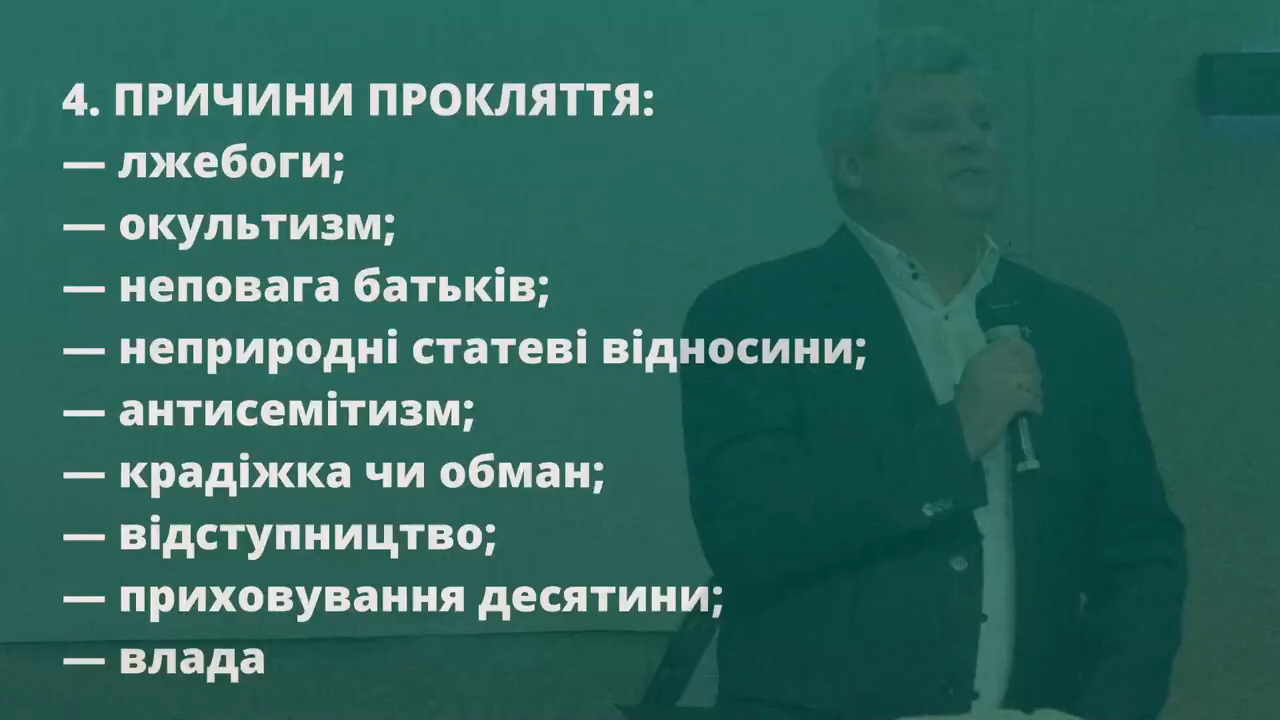 4. ПРИЧИНИ ПРОКЛЯТТЯ:
— лжебоги;
— окультизм;
— неповага батьків;
— неприродні статеві відносини;
— антисемітизм;
— крадіжка чи обман;
— відступництво;
— приховування десятини;
— влада